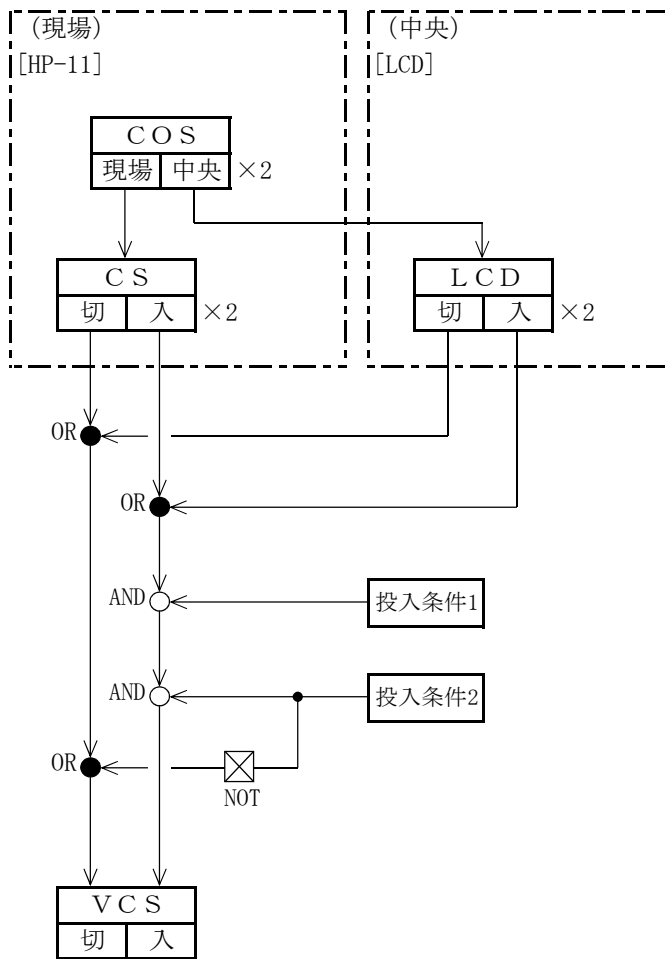 (現場)
[HP-11]
(中央)
[LCD]
COS
現場 中央 ×2
CS
切 入 ×2
LCD
切 入 ×2
OR
OR
AND
投入条件1
AND
投入条件2
OR
NOT
VCS
切 入